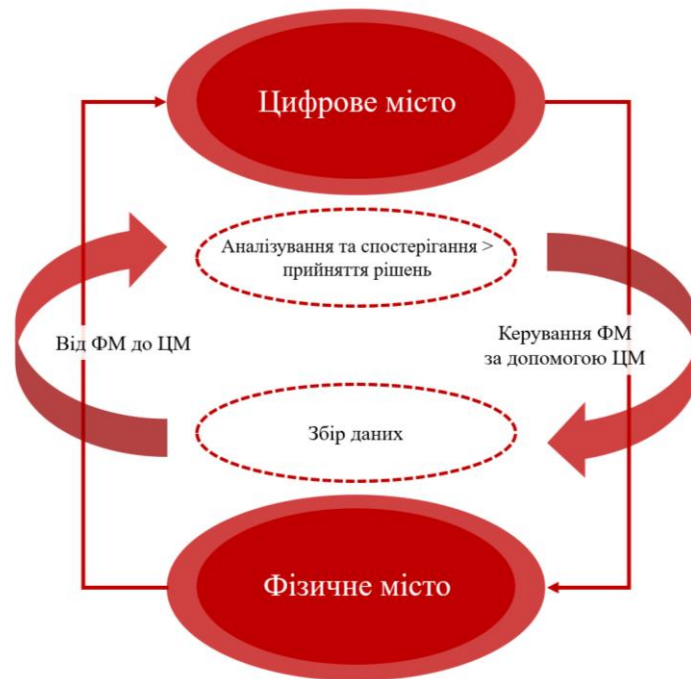 Цифрове місто
Аналізування та спостерігання >
прийняття рішень
Від ФМ до ЦМ
Керування ФМ
за допомогою ЦМ
Збір даних
Фізичне місто